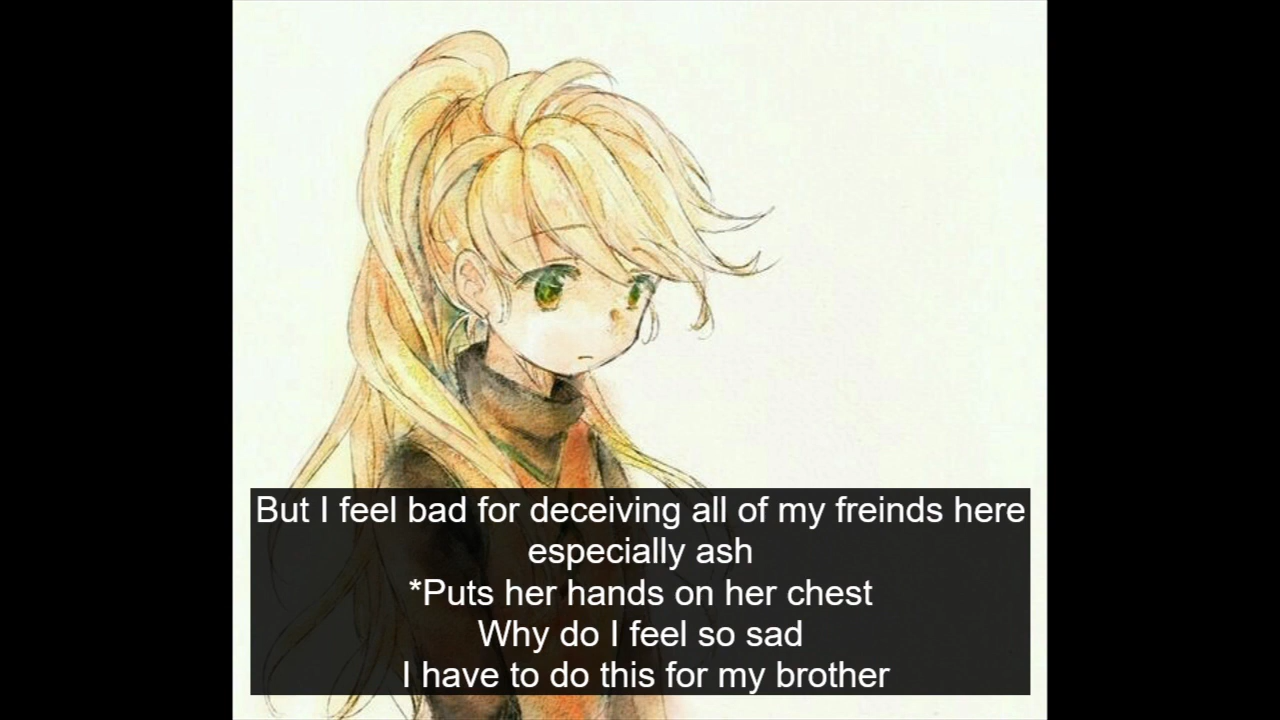 But I feel bad for deceiving all of my freinds here
especially ash
*Puts her hands on her chest
Why do I feel so sad
I have to do this for my brother